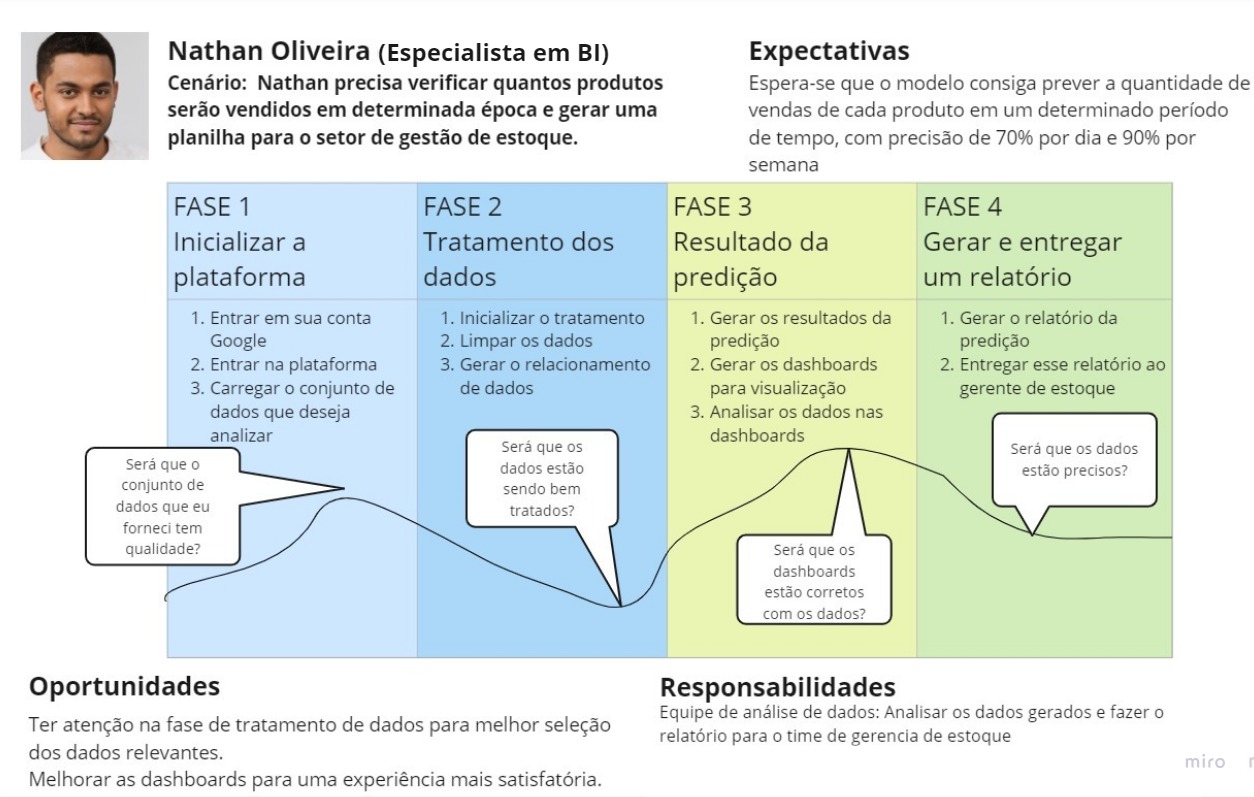 Nathan Oliveira (Especialista em BI)
Cenário: Nathan precisa verificar quantos produtos
serão vendidos em determinada época e gerar uma
planilha para o setor de gestão de estoque.
Expectativas
Espera-se que o modelo consiga prever a quantidade de
vendas de cada produto em um determinado período
de tempo, com precisão de 70% por dia e 90% por
semana
FASE 1
Inicializar a
plataforma
1. Entrar em sua conta
Google
2. Entrar na plataforma
3. Carregar o conjunto de
dados que deseja
analizar
Será que o
conjunto de
dados que eu
forneci tem
qualidade?
FASE 2
Tratamento dos
dados
1. Inicializar o tratamento
2. Limpar os dados
3. Gerar o relacionamento
de dados
Será que os
dados estão
sendo bem
tratados?
FASE 3
Resultado da
predição
1. Gerar os resultados da
predição
2. Gerar os dashboards
para visualização
3. Analisar os dados nas
dashboards
Será que os
dashboards
estão corretos
com os dados?
FASE 4
Gerar e entregar
um relatório
1. Gerar o relatório da
predição
2. Entregar esse relatório ao
gerente de estoque
Será que os dados
estão precisos?
Oportunidades
Ter atenção na fase de tratamento de dados para melhor seleção
dos dados relevantes.
Melhorar as dashboards para uma experiência mais satisfatória.
Responsabilidades
Equipe de análise de dados: Analisar os dados gerados e fazer o
relatório para o time de gerencia de estoque
miro